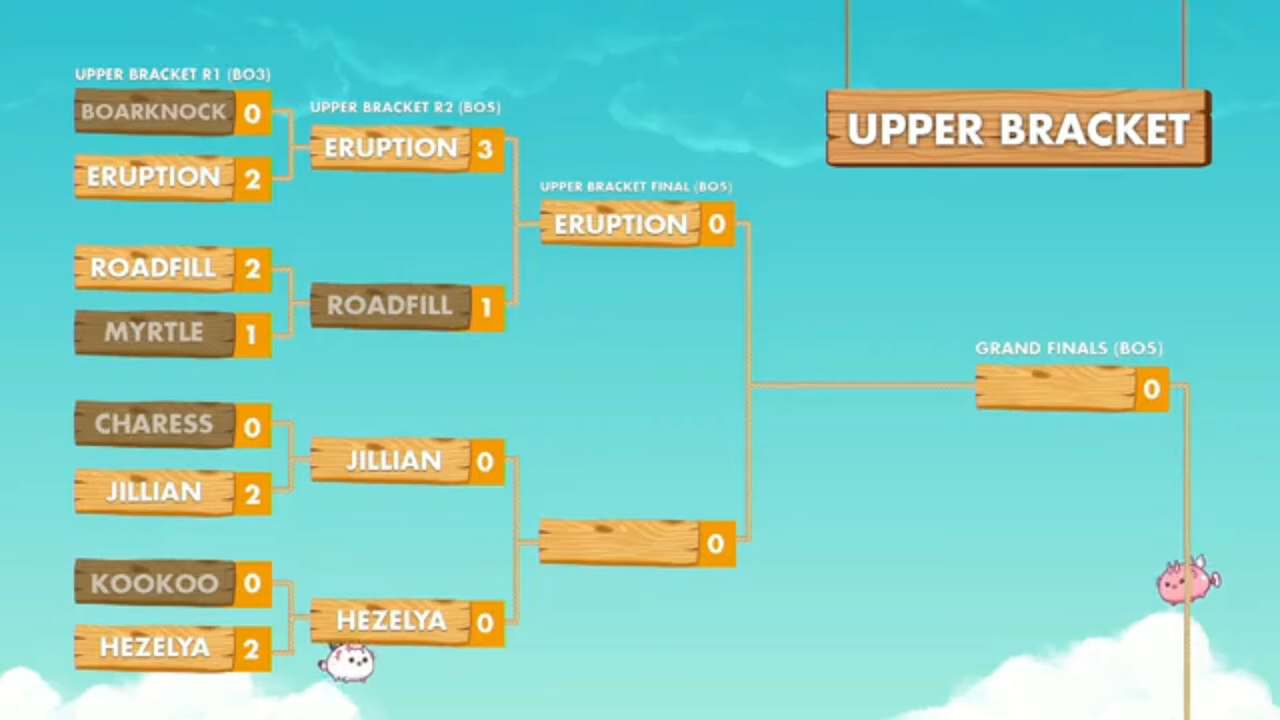 UPPER BRACKET
UPPER BRACKET R1 (BO3)
BOARKNOCK 0
ERUPTION 2
ROADFILL 2
MYRTLE 1
CHARESS 0
JILLIAN 2
KOOKOO 0
HEZELYA 2
UPPER BRACKET R2 (BO5)
ERUPTION 3
ROADFILL 1
JILLIAN 0
HEZELYA 0
UPPER BRACKET FINAL (BO5)
ERUPTION 0
0
GRAND FINALS (BO5)
0